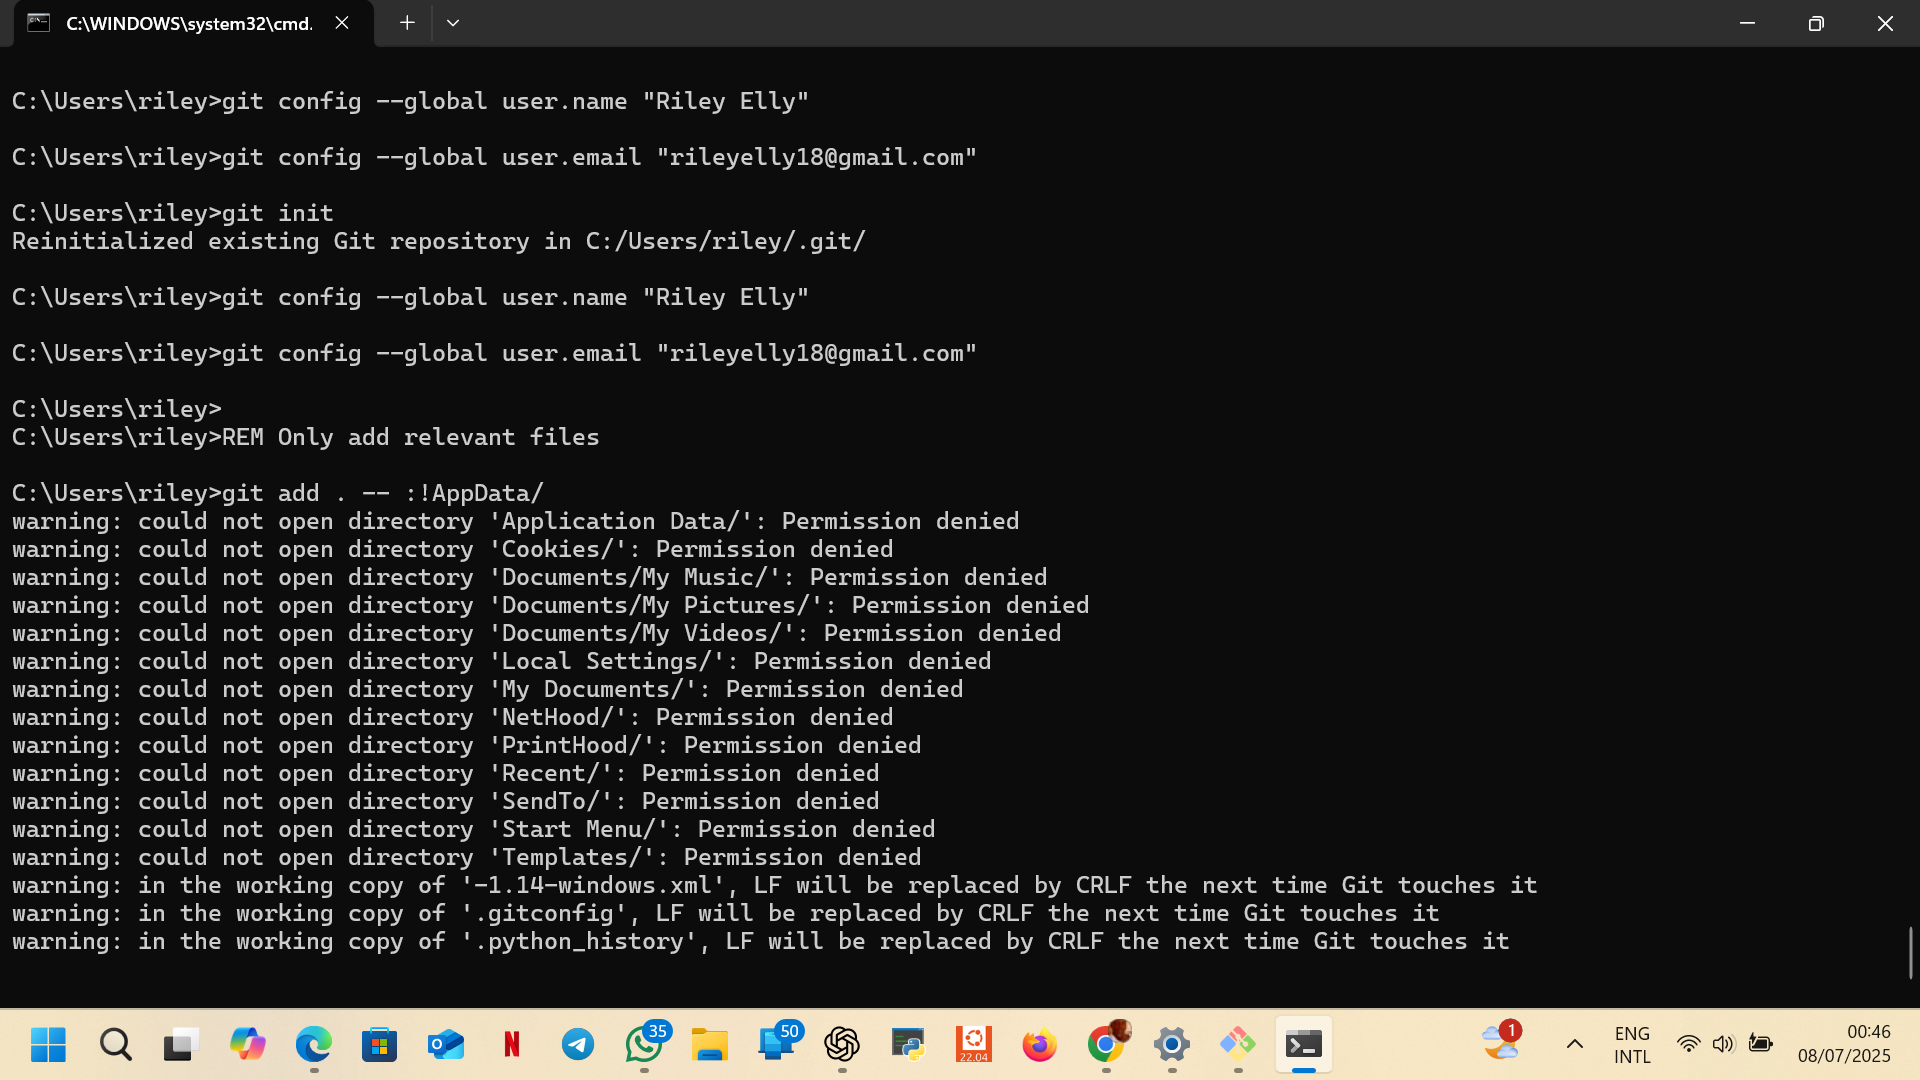 C:\WINDOWS\system32\cmd.
C:\Users\riley>git config --global user.name "Riley Elly"
C:\Users\riley>git config --global user.email "rileyelly18@gmail.com"
C:\Users\riley>git init
Reinitialized existing Git repository in C:/Users/riley/.git/
C:\Users\riley>git config --global user.name "Riley Elly"
C:\Users\riley>git config --global user.email "rileyelly18@gmail.com"
C:\Users\riley>
C:\Users\riley>REM Only add relevant files
C:\Users\riley>git add . -- :!AppData/
warning: could not open directory 'Application Data/': Permission denied
warning: could not open directory 'Cookies/': Permission denied
warning: could not open directory 'Documents/My Music/': Permission denied
warning: could not open directory 'Documents/My Pictures/': Permission denied
warning: could not open directory 'Documents/My Videos/': Permission denied
warning: could not open directory 'Local Settings/': Permission denied
warning: could not open directory 'My Documents/': Permission denied
warning: could not open directory 'NetHood/': Permission denied
warning: could not open directory 'PrintHood/': Permission denied
warning: could not open directory 'Recent/': Permission denied
warning: could not open directory 'SendTo/': Permission denied
warning: could not open directory 'Start Menu/': Permission denied
warning: could not open directory 'Templates/': Permission denied
warning: in the working copy of '-1.14-windows.xml', LF will be replaced by CRLF the next time Git touches it
warning: in the working copy of '.gitconfig', LF will be replaced by CRLF the next time Git touches it
warning: in the working copy of '.python_history', LF will be replaced by CRLF the next time Git touches it
N
35
50
22.04
1
ENG
INTL
00:46
08/07/2025